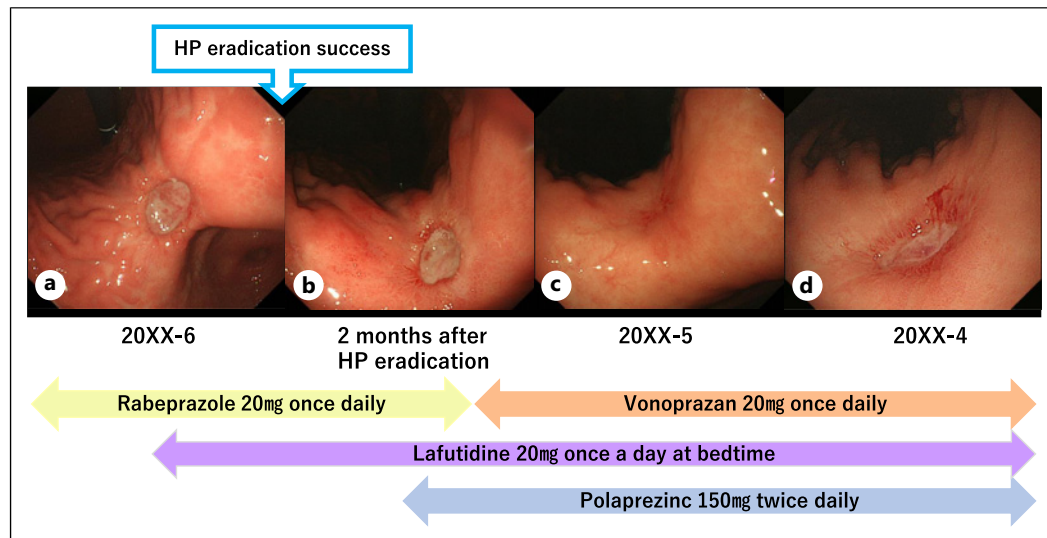 HP eradication success
a
b
c
d
20XX-6
2 months after
HP eradication
20XX-5
20XX-4
Rabeprazole 20㎎ once daily
Vonoprazan 20㎎ once daily
Lafutidine 20㎎ once a day at bedtime
Polaprezinc 150㎎ twice daily